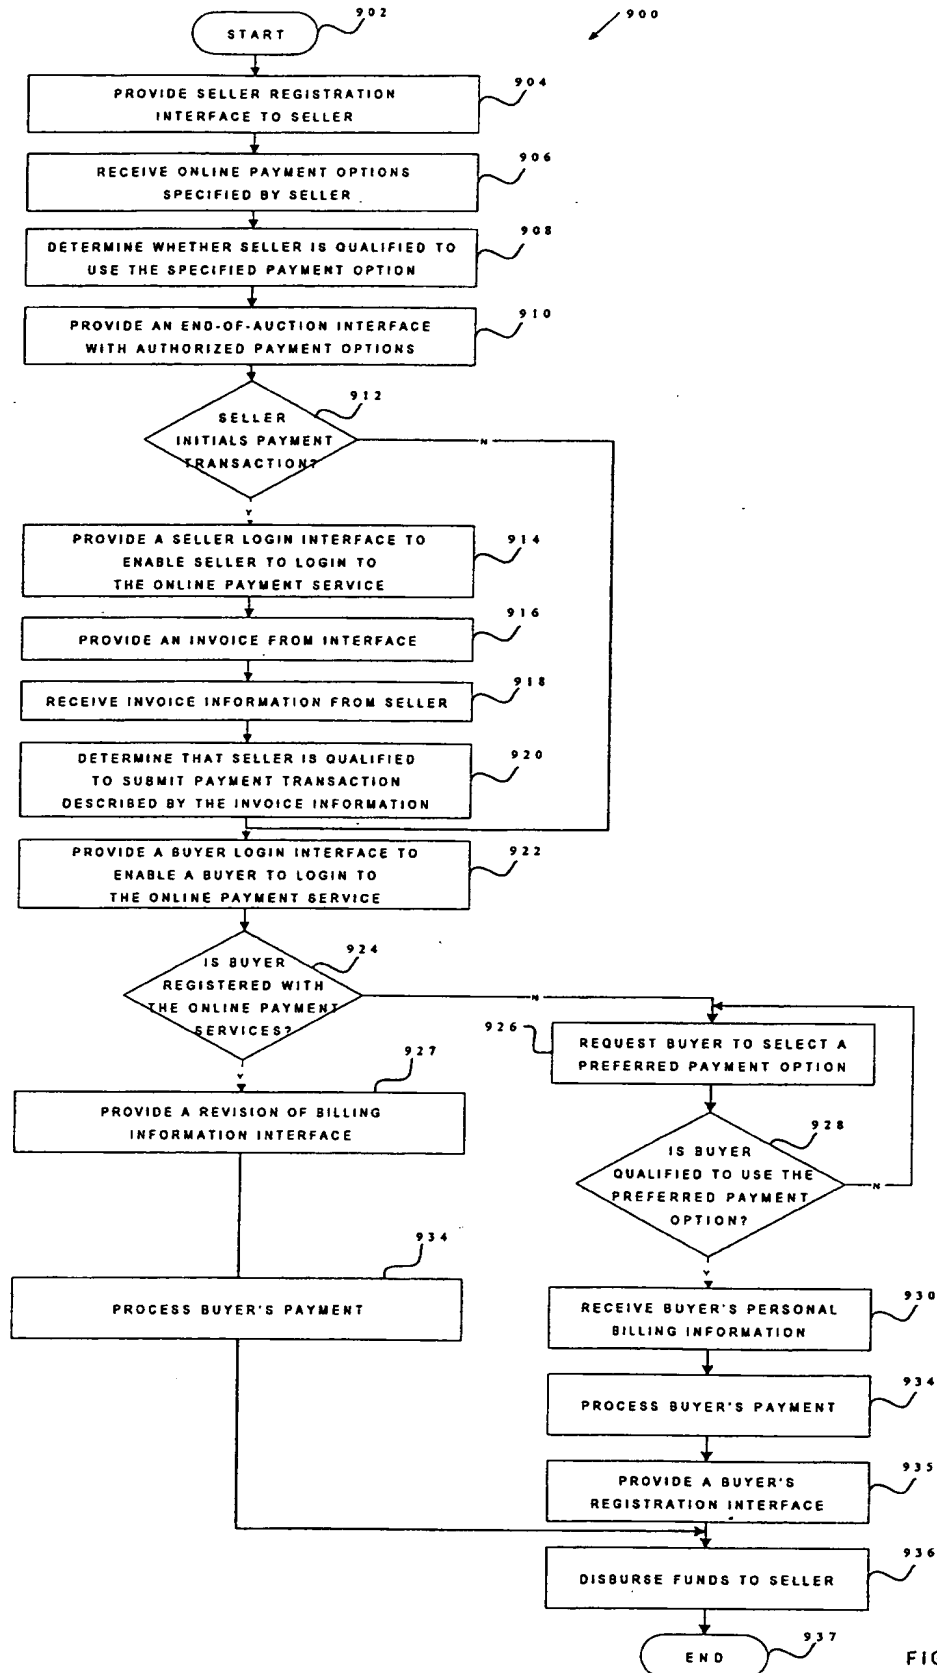 902
START
900
904
PROVIDE SELLER REGISTRATION
INTERFACE TO SELLER
906
RECEIVE ONLINE PAYMENT OPTIONS
SPECIFIED BY SELLER
908
DETERMINE WHETHER SELLER IS QUALIFIED TO
USE THE SPECIFIED PAYMENT OPTION
910
PROVIDE AN END-OF-AUCTION INTERFACE
WITH AUTHORIZED PAYMENT OPTIONS
912
SELLER
INITIALS PAYMENT
TRANSACTION?
N
Y
914
PROVIDE A SELLER LOGIN INTERFACE TO
ENABLE SELLER TO LOGIN TO
THE ONLINE PAYMENT SERVICE
916
PROVIDE AN INVOICE FROM INTERFACE
918
RECEIVE INVOICE INFORMATION FROM SELLER
920
DETERMINE THAT SELLER IS QUALIFIED
TO SUBMIT PAYMENT TRANSACTION
DESCRIBED BY THE INVOICE INFORMATION
922
PROVIDE A BUYER LOGIN INTERFACE TO
ENABLE A BUYER TO LOGIN TO
THE ONLINE PAYMENT SERVICE
924
IS BUYER
REGISTERED WITH
THE ONLINE PAYMENT
SERVICES?
N
Y
926
REQUEST BUYER TO SELECT A
PREFERRED PAYMENT OPTION
927
PROVIDE A REVISION OF BILLING
INFORMATION INTERFACE
928
IS BUYER
QUALIFIED TO USE THE
PREFERRED PAYMENT
OPTION?
N
Y
934
PROCESS BUYER'S PAYMENT
930
RECEIVE BUYER'S PERSONAL
BILLING INFORMATION
934
PROCESS BUYER'S PAYMENT
935
PROVIDE A BUYER'S
REGISTRATION INTERFACE
936
DISBURSE FUNDS TO SELLER
937
END
FIG